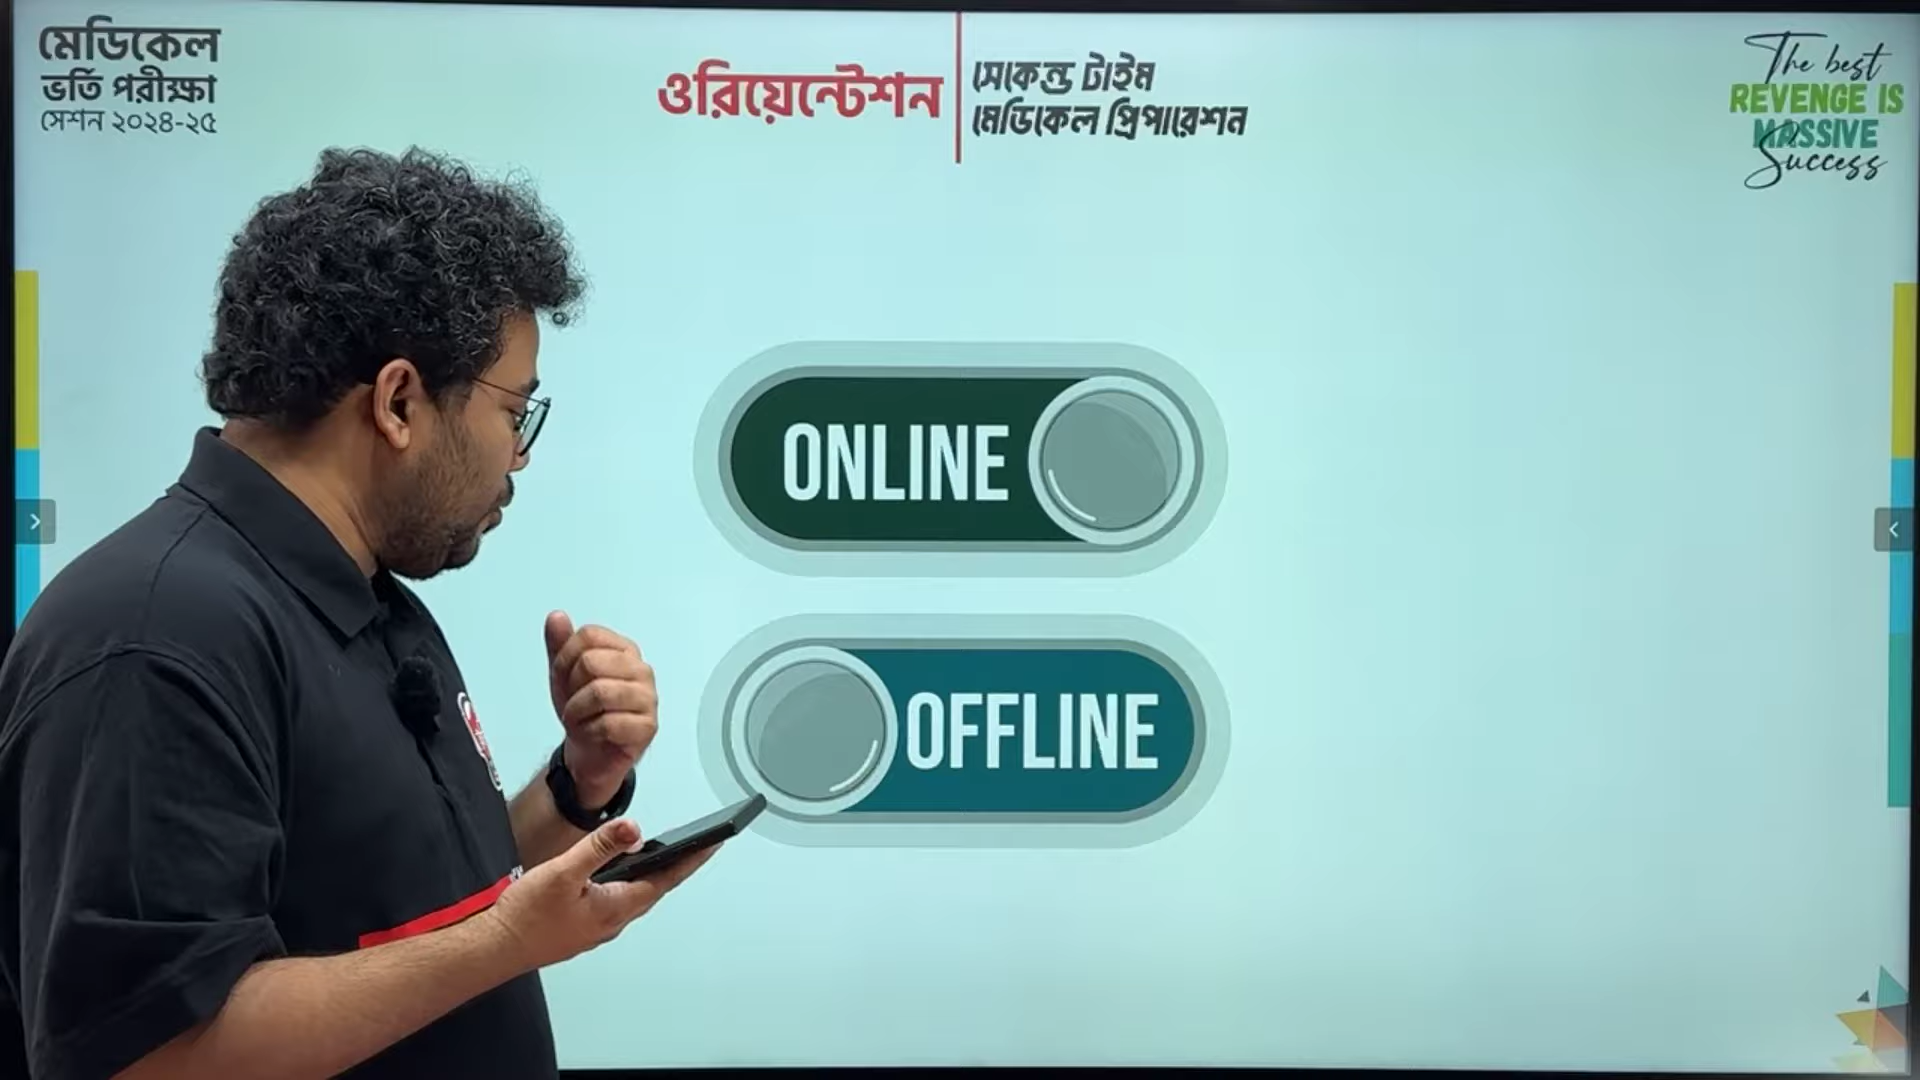 মেডিকেল
ভর্তি পরীক্ষা
সেশন ২০২৪-২৫
ওরিয়েন্টেশন
সেকেন্ড টাইম
মেডিকেল প্রিপারেশন
The best
REVENGE IS
MASSIVE
Success
ONLINE
OFFLINE